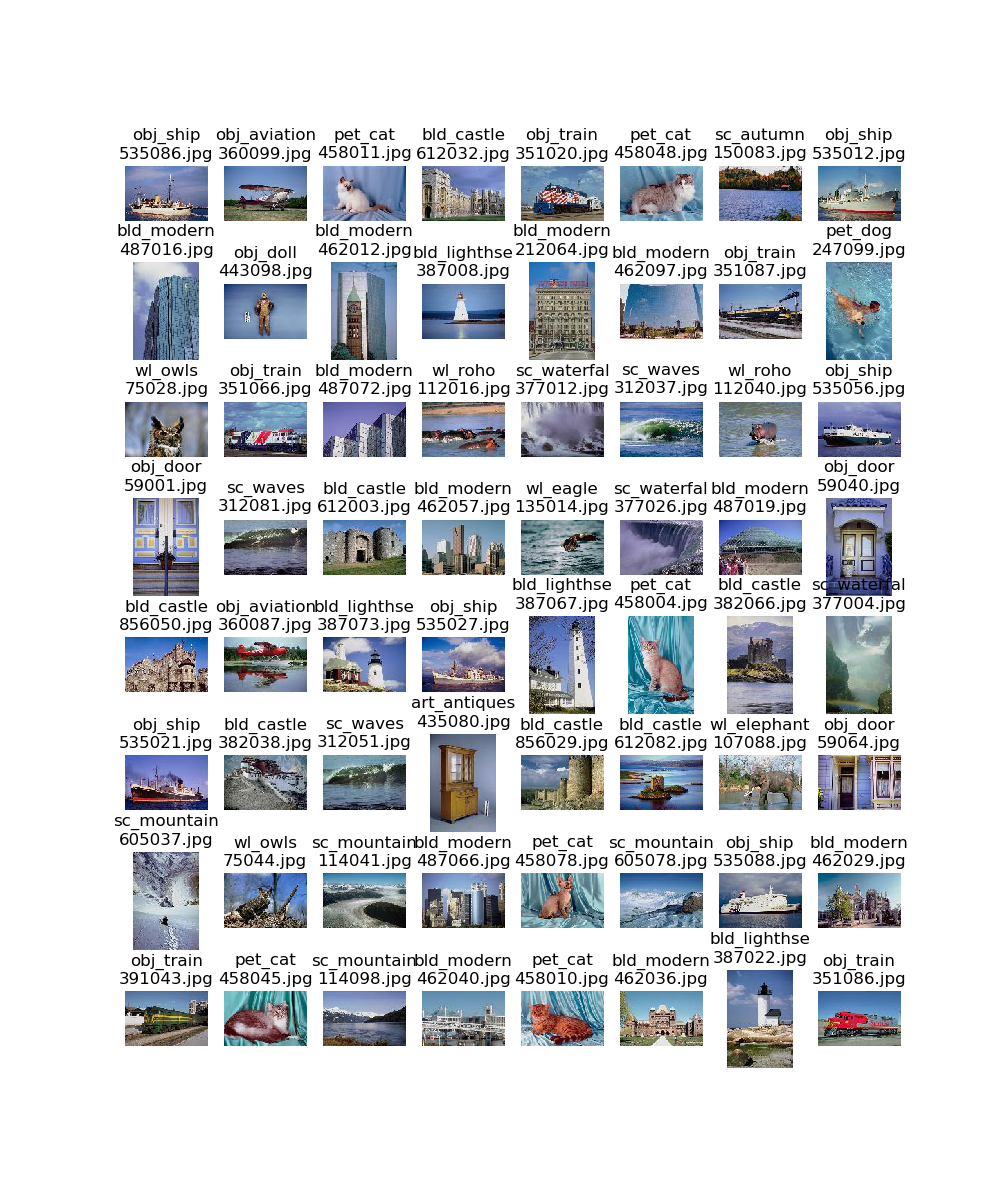 obj_ship
535086.jpg
obj_aviation
360099.jpg
pet_cat
458011.jpg
bld_castle
612032.jpg
obj_train
351020.jpg
pet_cat
458048.jpg
sc_autumn
150083.jpg
obj_ship
535012.jpg
bld_modern
487016.jpg
obj_doll
443098.jpg
bld_modern
462012.jpg
bld_lighthse
387008.jpg
bld_modern
212064.jpg
bld_modern
462097.jpg
obj_train
351087.jpg
pet_dog
247099.jpg
wl_owls
75028.jpg
obj_train
351066.jpg
bld_modern
487072.jpg
wl_roho
112016.jpg
sc_waterfal
377012.jpg
sc_waves
312037.jpg
wl_roho
112040.jpg
obj_ship
535056.jpg
obj_door
59001.jpg
sc_waves
312081.jpg
bld_castle
612003.jpg
bld_modern
462057.jpg
wl_eagle
135014.jpg
sc_waterfal
377026.jpg
bld_modern
487019.jpg
obj_door
59040.jpg
bld_castle
856050.jpg
obj_aviation
360087.jpg
bld_lighthse
387073.jpg
obj_ship
535027.jpg
bld_lighthse
387067.jpg
pet_cat
458004.jpg
bld_castle
382066.jpg
sc_waterfal
377004.jpg
obj_ship
535021.jpg
bld_castle
382038.jpg
sc_waves
312051.jpg
art_antiques
435080.jpg
bld_castle
856029.jpg
bld_castle
612082.jpg
wl_elephant
107088.jpg
obj_door
59064.jpg
sc_mountain
605037.jpg
wl_owls
75044.jpg
sc_mountain
114041.jpg
bld_modern
487066.jpg
pet_cat
458078.jpg
sc_mountain
605078.jpg
obj_ship
535088.jpg
bld_modern
462029.jpg
obj_train
391043.jpg
pet_cat
458045.jpg
sc_mountain
114098.jpg
bld_modern
462040.jpg
pet_cat
458010.jpg
bld_modern
462036.jpg
bld_lighthse
387022.jpg
obj_train
351086.jpg